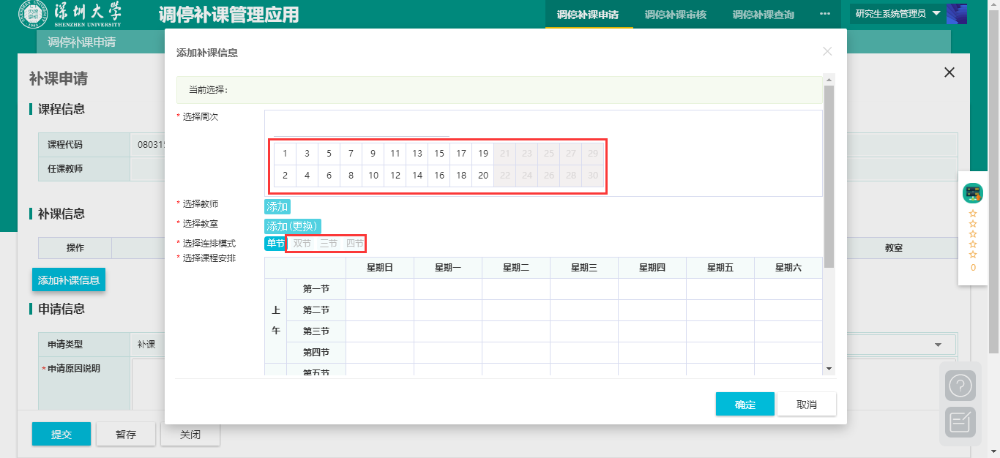 深圳大学
SHENZHEN UNIVERSITY
调停补课管理应用
调停补课申请
调停补课审核
调停补课查询
···
研究生系统管理员
调停补课申请
补课申请
课程信息
课程代码
08031
任课教师
补课信息
操作
教室
添加补课信息
申请信息
申请类型
补课
*申请原因说明
提交
暂存
关闭
添加补课信息
当前选择：
* 选择周次
1 3 5 7 9 11 13 15 17 19 21 23 25 27 29
2 4 6 8 10 12 14 16 18 20 22 24 26 28 30
* 选择教师
添加
* 选择教室
添加(更换)
* 选择连排模式
单节 双节 三节 四节
* 选择课程安排
星期日 星期一 星期二 星期三 星期四 星期五 星期六
上午
第一节
第二节
第三节
第四节
第五节
确定
取消
0